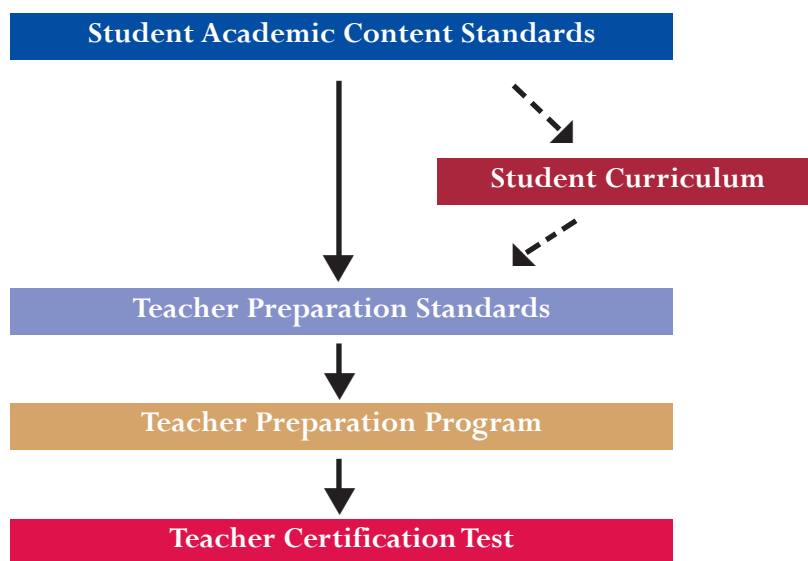 Student Academic Content Standards
Student Curriculum
Teacher Preparation Standards
Teacher Preparation Program
Teacher Certification Test